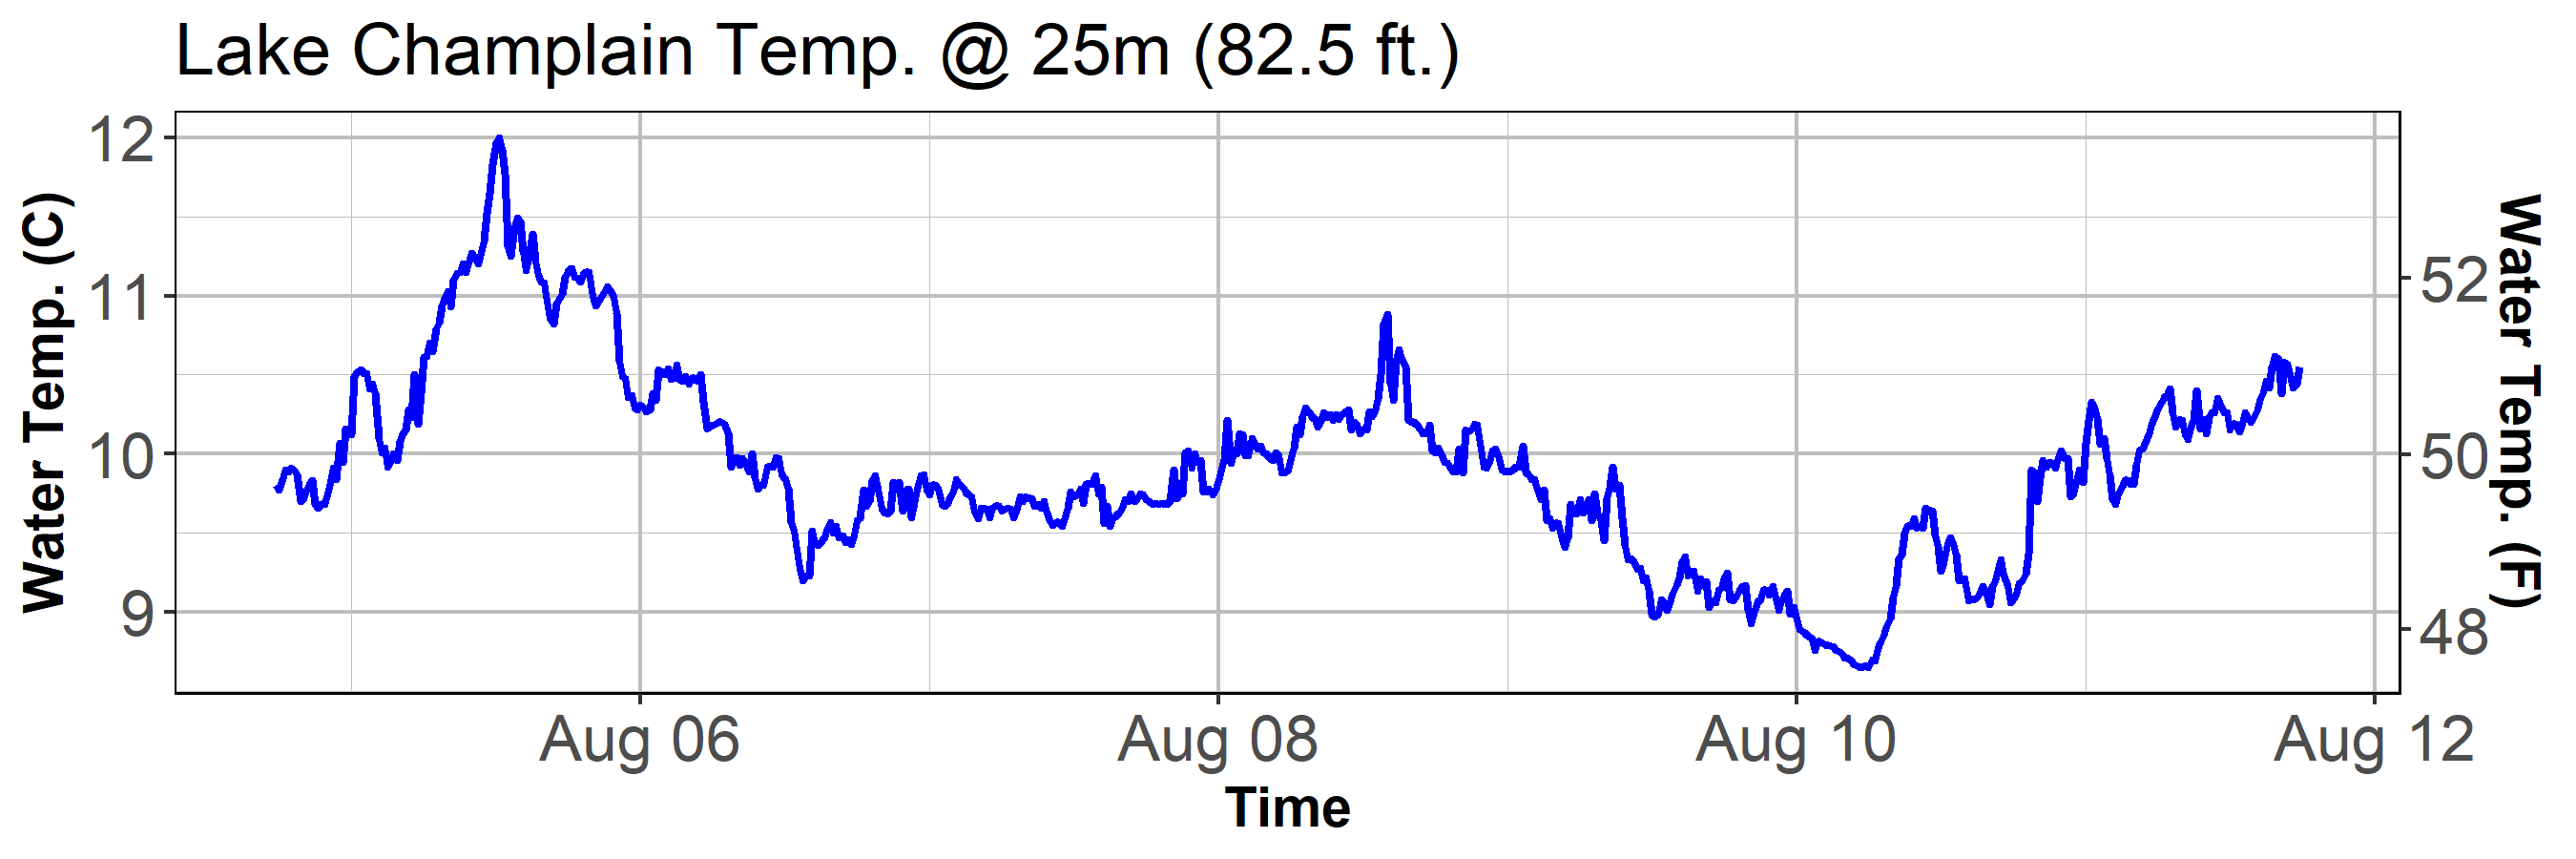 Lake Champlain Temp. @ 25m (82.5 ft.)
Water Temp. (C)
12
11
10
9
52
50
48
Water Temp. (F)
Aug 06 Aug 08 Aug 10 Aug 12
Time